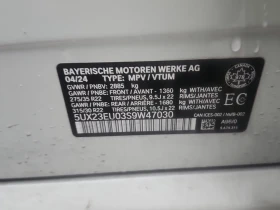 BAYERISCHE MOTOREN WERKE AG
04/24 TYPE: MPV / VTUM
GVWR / PNBV: 2885 kg
GAWR / PNBE: FRONT / AVANT - 1360 kg WITH/AVEC
275/35 R22 TIRES/PNEUS, 9.5J x 22 RIMS/JANTES
GAWR / PNBE: REAR / ARRIERE - 1680 kg WITH/AVEC
315/30 R22 TIRES/PNEUS, 10.5J x 22 RIMS/JANTES
5UX23EU03S9W47030
EC